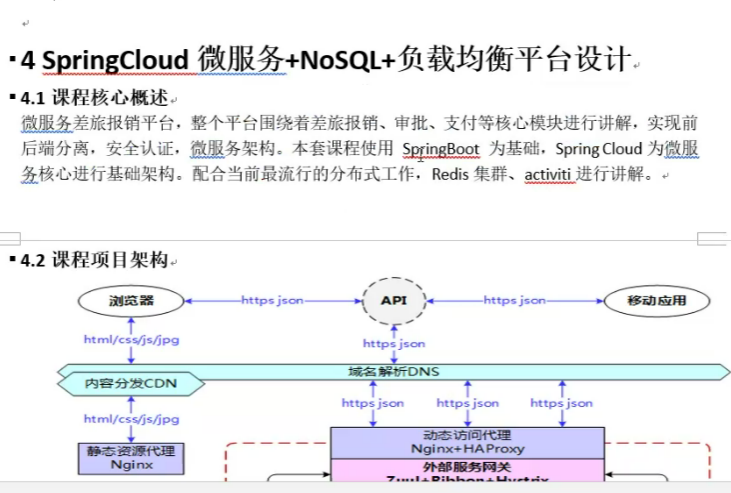 4 SpringCloud 微服务+NoSQL+负载均衡平台设计
4.1 课程核心概述
微服务差旅报销平台，整个平台围绕着差旅报销、审批、支付等核心模块进行讲解，实现前
后端分离，安全认证，微服务架构。本套课程使用 SpringBoot 为基础，Spring Cloud 为微服
务核心进行基础架构。配合当前最流行的分布式工作，Redis 集群、activiti 进行讲解。
4.2 课程项目架构
浏览器
https json
API
https json
移动应用
html/css/js/jpg
https json
域名解析DNS
内容分发CDN
https json
https json
https json
html/css/js/jpg
动态访问代理
Nginx+HAProxy
静态资源代理
Nginx
外部服务网关
Zuul+Ribbon+Hystrix